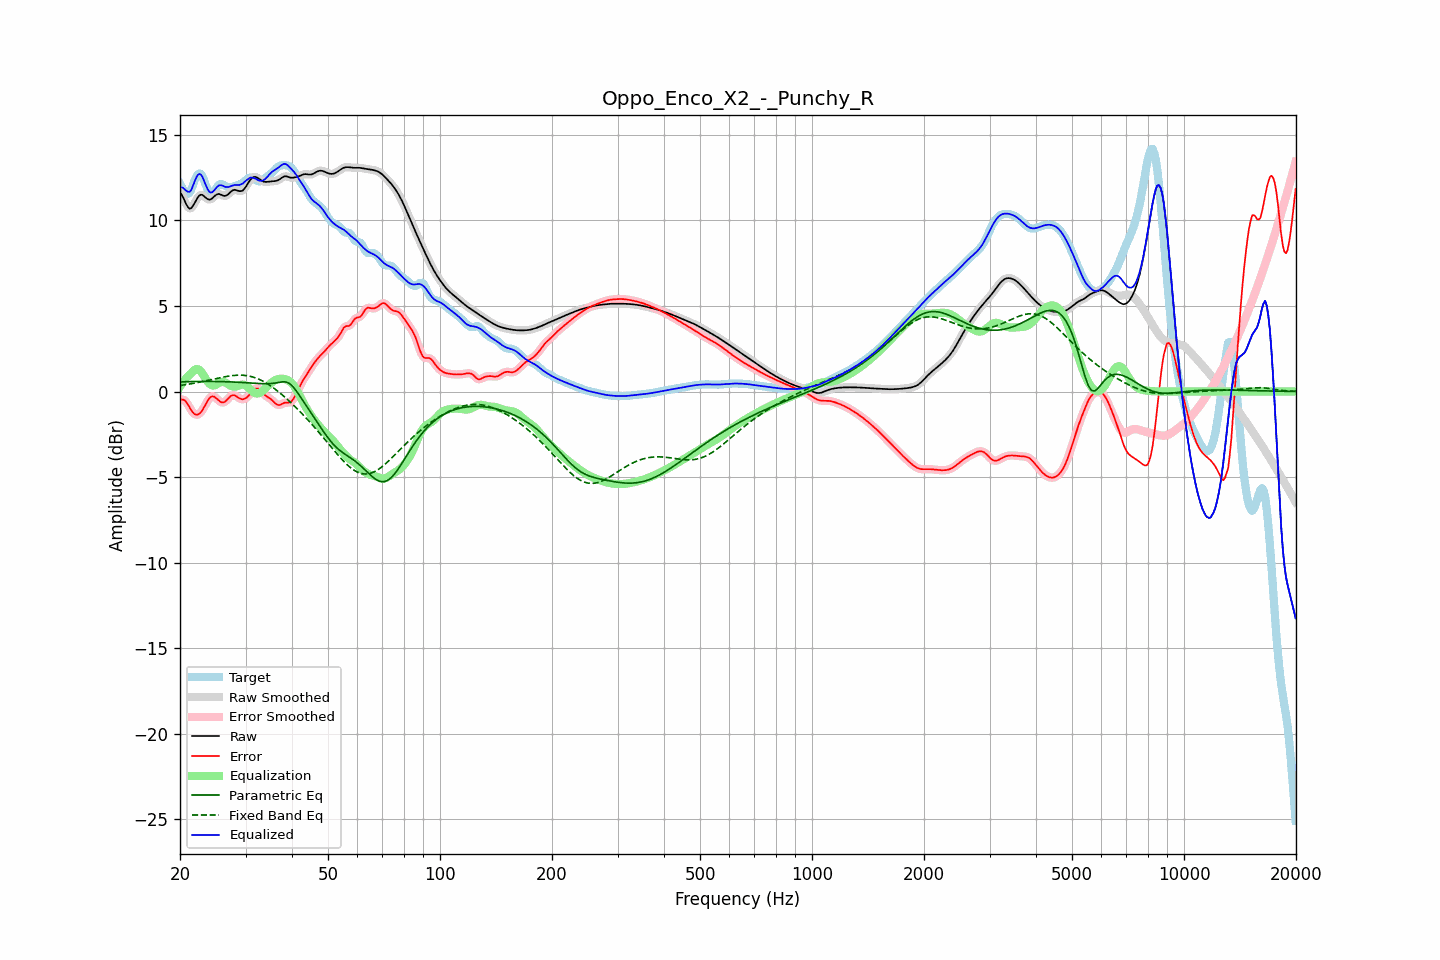 Oppo_Enco_X2_-_Punchy_R
Amplitude (dBr)
15
10
5
0
−5
−10
−15
−20
−25
Target
Raw Smoothed
Error Smoothed
Raw
Error
Equalization
Parametric Eq
Fixed Band Eq
Equalized
20 50 100 200 500 1000 2000 5000 10000 20000
Frequency (Hz)